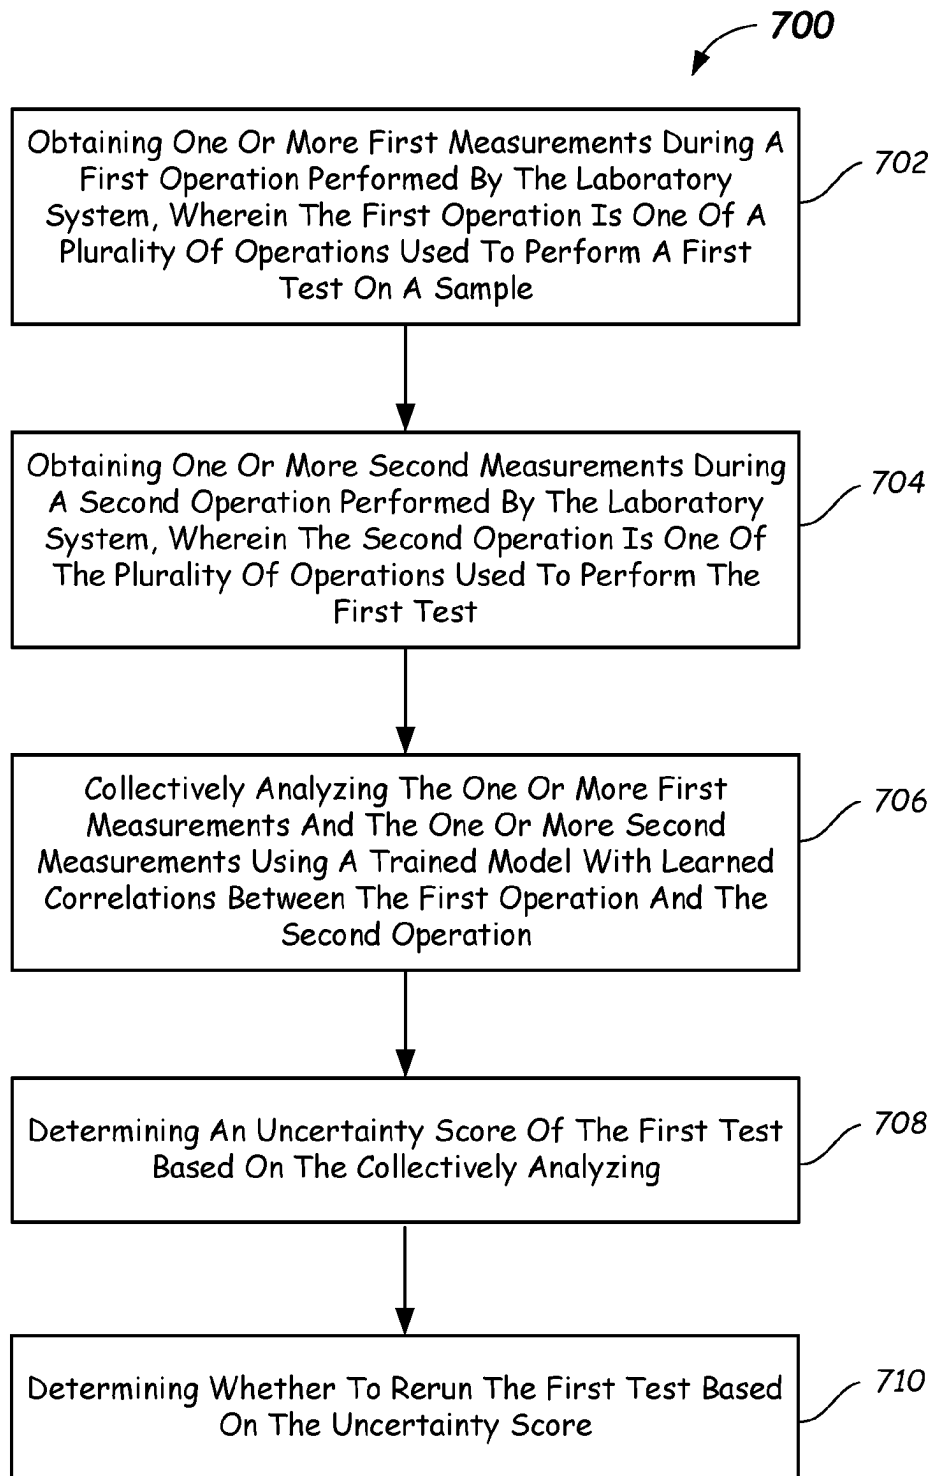 700
Obtaining One Or More First Measurements During A
First Operation Performed By The Laboratory
System, Wherein The First Operation Is One Of A
Plurality Of Operations Used To Perform A First
Test On A Sample
702
Obtaining One Or More Second Measurements During
A Second Operation Performed By The Laboratory
System, Wherein The Second Operation Is One Of
The Plurality Of Operations Used To Perform The
First Test
704
Collectively Analyzing The One Or More First
Measurements And The One Or More Second
Measurements Using A Trained Model With Learned
Correlations Between The First Operation And The
Second Operation
706
Determining An Uncertainty Score Of The First Test
Based On The Collectively Analyzing
708
Determining Whether To Rerun The First Test Based
On The Uncertainty Score
710